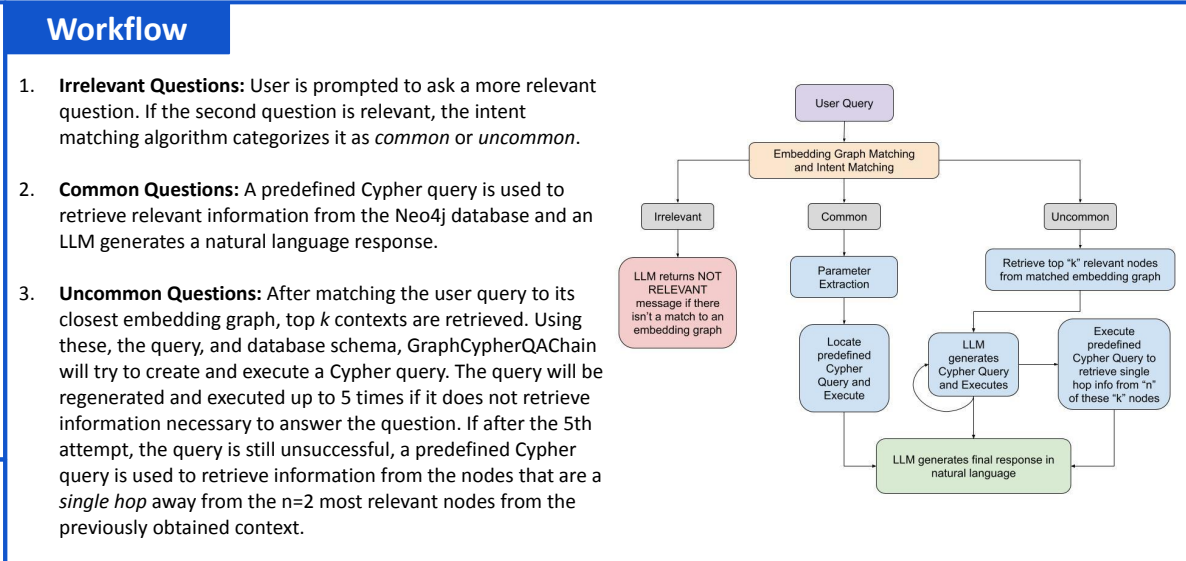 Workflow
1. Irrelevant Questions: User is prompted to ask a more relevant
question. If the second question is relevant, the intent
matching algorithm categorizes it as common or uncommon.
2. Common Questions: A predefined Cypher query is used to
retrieve relevant information from the Neo4j database and an
LLM generates a natural language response.
3. Uncommon Questions: After matching the user query to its
closest embedding graph, top k contexts are retrieved. Using
these, the query, and database schema, GraphCypherQAChain
will try to create and execute a Cypher query. The query will be
regenerated and executed up to 5 times if it does not retrieve
information necessary to answer the question. If after the 5th
attempt, the query is still unsuccessful, a predefined Cypher
query is used to retrieve information from the nodes that are a
single hop away from the n=2 most relevant nodes from the
previously obtained context.
User Query
Embedding Graph Matching
and Intent Matching
Irrelevant
Common
Uncommon
LLM returns NOT
RELEVANT
message if there
isn't a match to an
embedding graph
Parameter
Extraction
Retrieve top "k" relevant nodes
from matched embedding graph
Locate
predefined
Cypher
Query and
Execute
LLM
generates
Cypher Query
and Executes
Execute
predefined
Cypher Query to
retrieve single
hop info from "n"
of these "k" nodes
LLM generates final response in
natural language